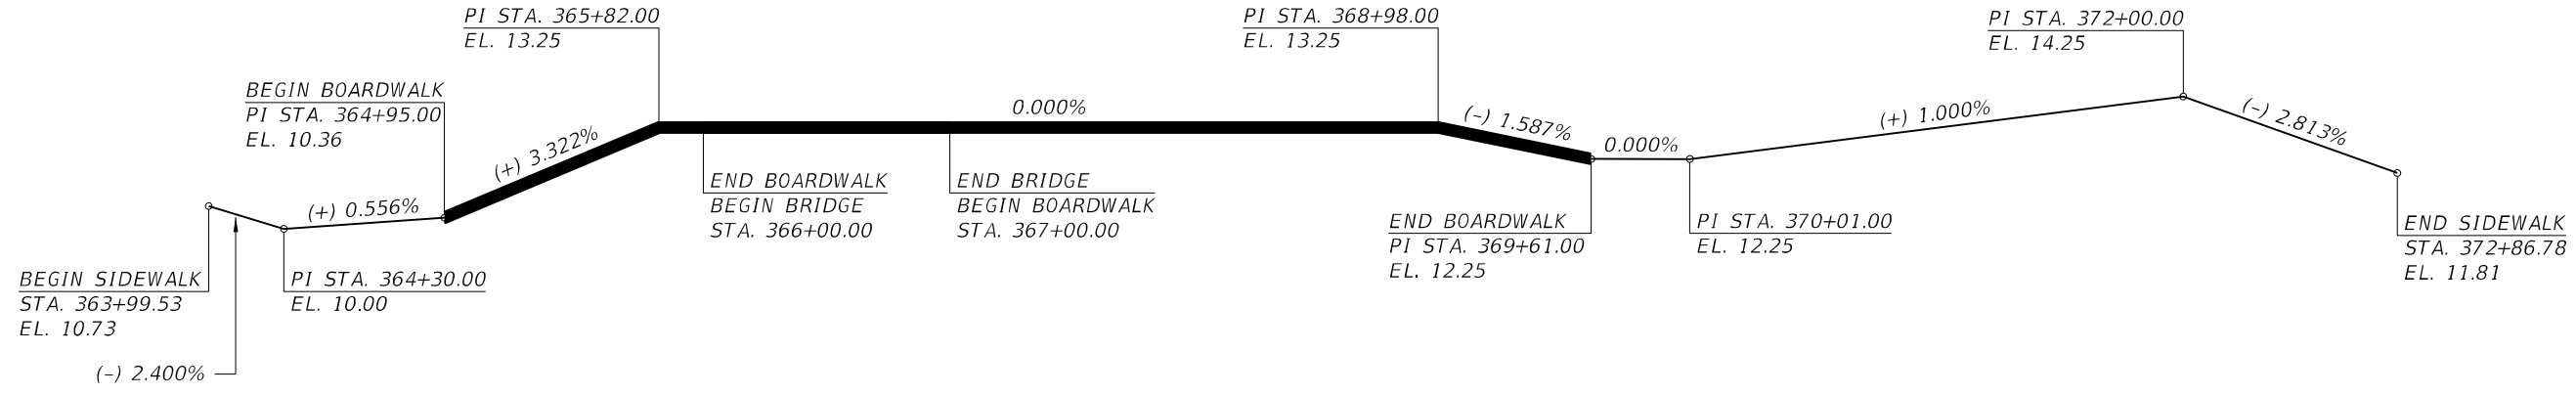 PI STA. 365+82.00
EL. 13.25
PI STA. 368+98.00
EL. 13.25
PI STA. 372+00.00
EL. 14.25
BEGIN BOARDWALK
PI STA. 364+95.00
EL. 10.36
(+) 3.322%
0.000%
(-) 1.587%
0.000%
(+) 1.000%
(-) 2.813%
END BOARDWALK
BEGIN BRIDGE
STA. 366+00.00
END BRIDGE
BEGIN BOARDWALK
STA. 367+00.00
(+) 0.556%
END BOARDWALK
PI STA. 369+61.00
EL. 12.25
PI STA. 370+01.00
EL. 12.25
END SIDEWALK
STA. 372+86.78
EL. 11.81
BEGIN SIDEWALK
STA. 363+99.53
EL. 10.73
PI STA. 364+30.00
EL. 10.00
(-) 2.400%